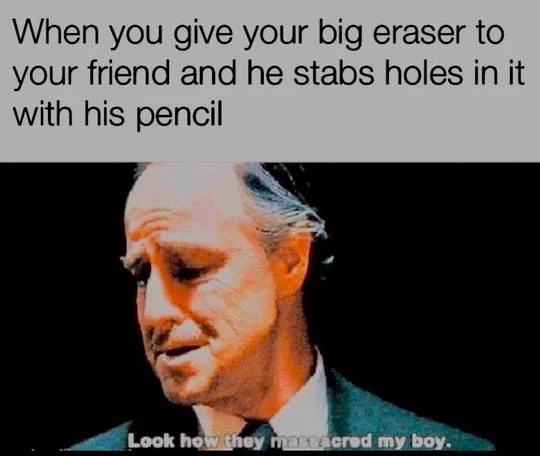 When you give your big eraser to
your friend and he stabs holes in it
with his pencil
Look how they massacred my boy.